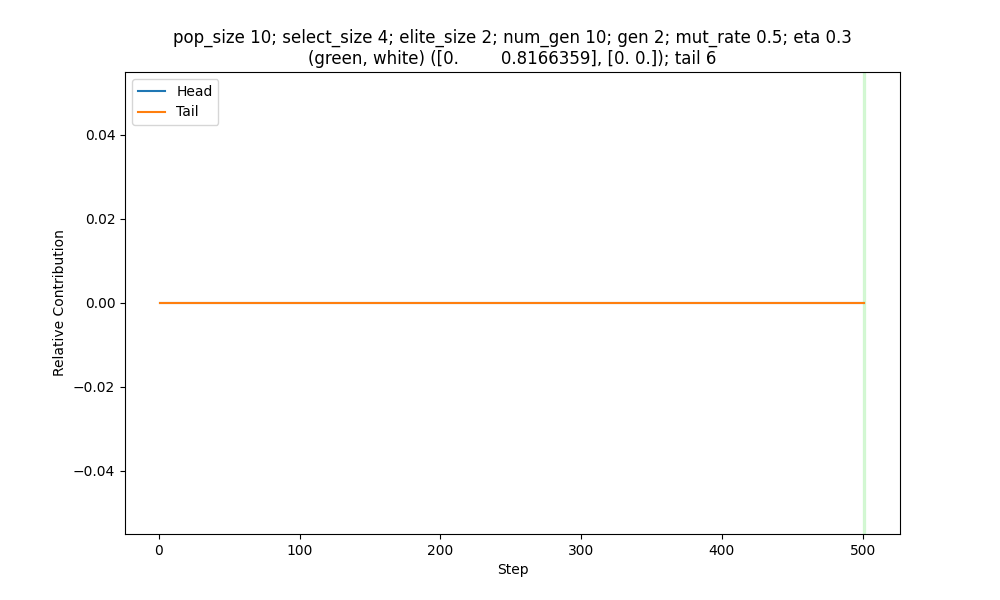 pop_size 10; select_size 4; elite_size 2; num_gen 10; gen 2; mut_rate 0.5; eta 0.3
(green, white) ([0.        0.8166359], [0. 0.]); tail 6
Head
Tail
0.04
0.02
0.00
−0.02
−0.04
Relative Contribution
0
100
200
300
400
500
Step